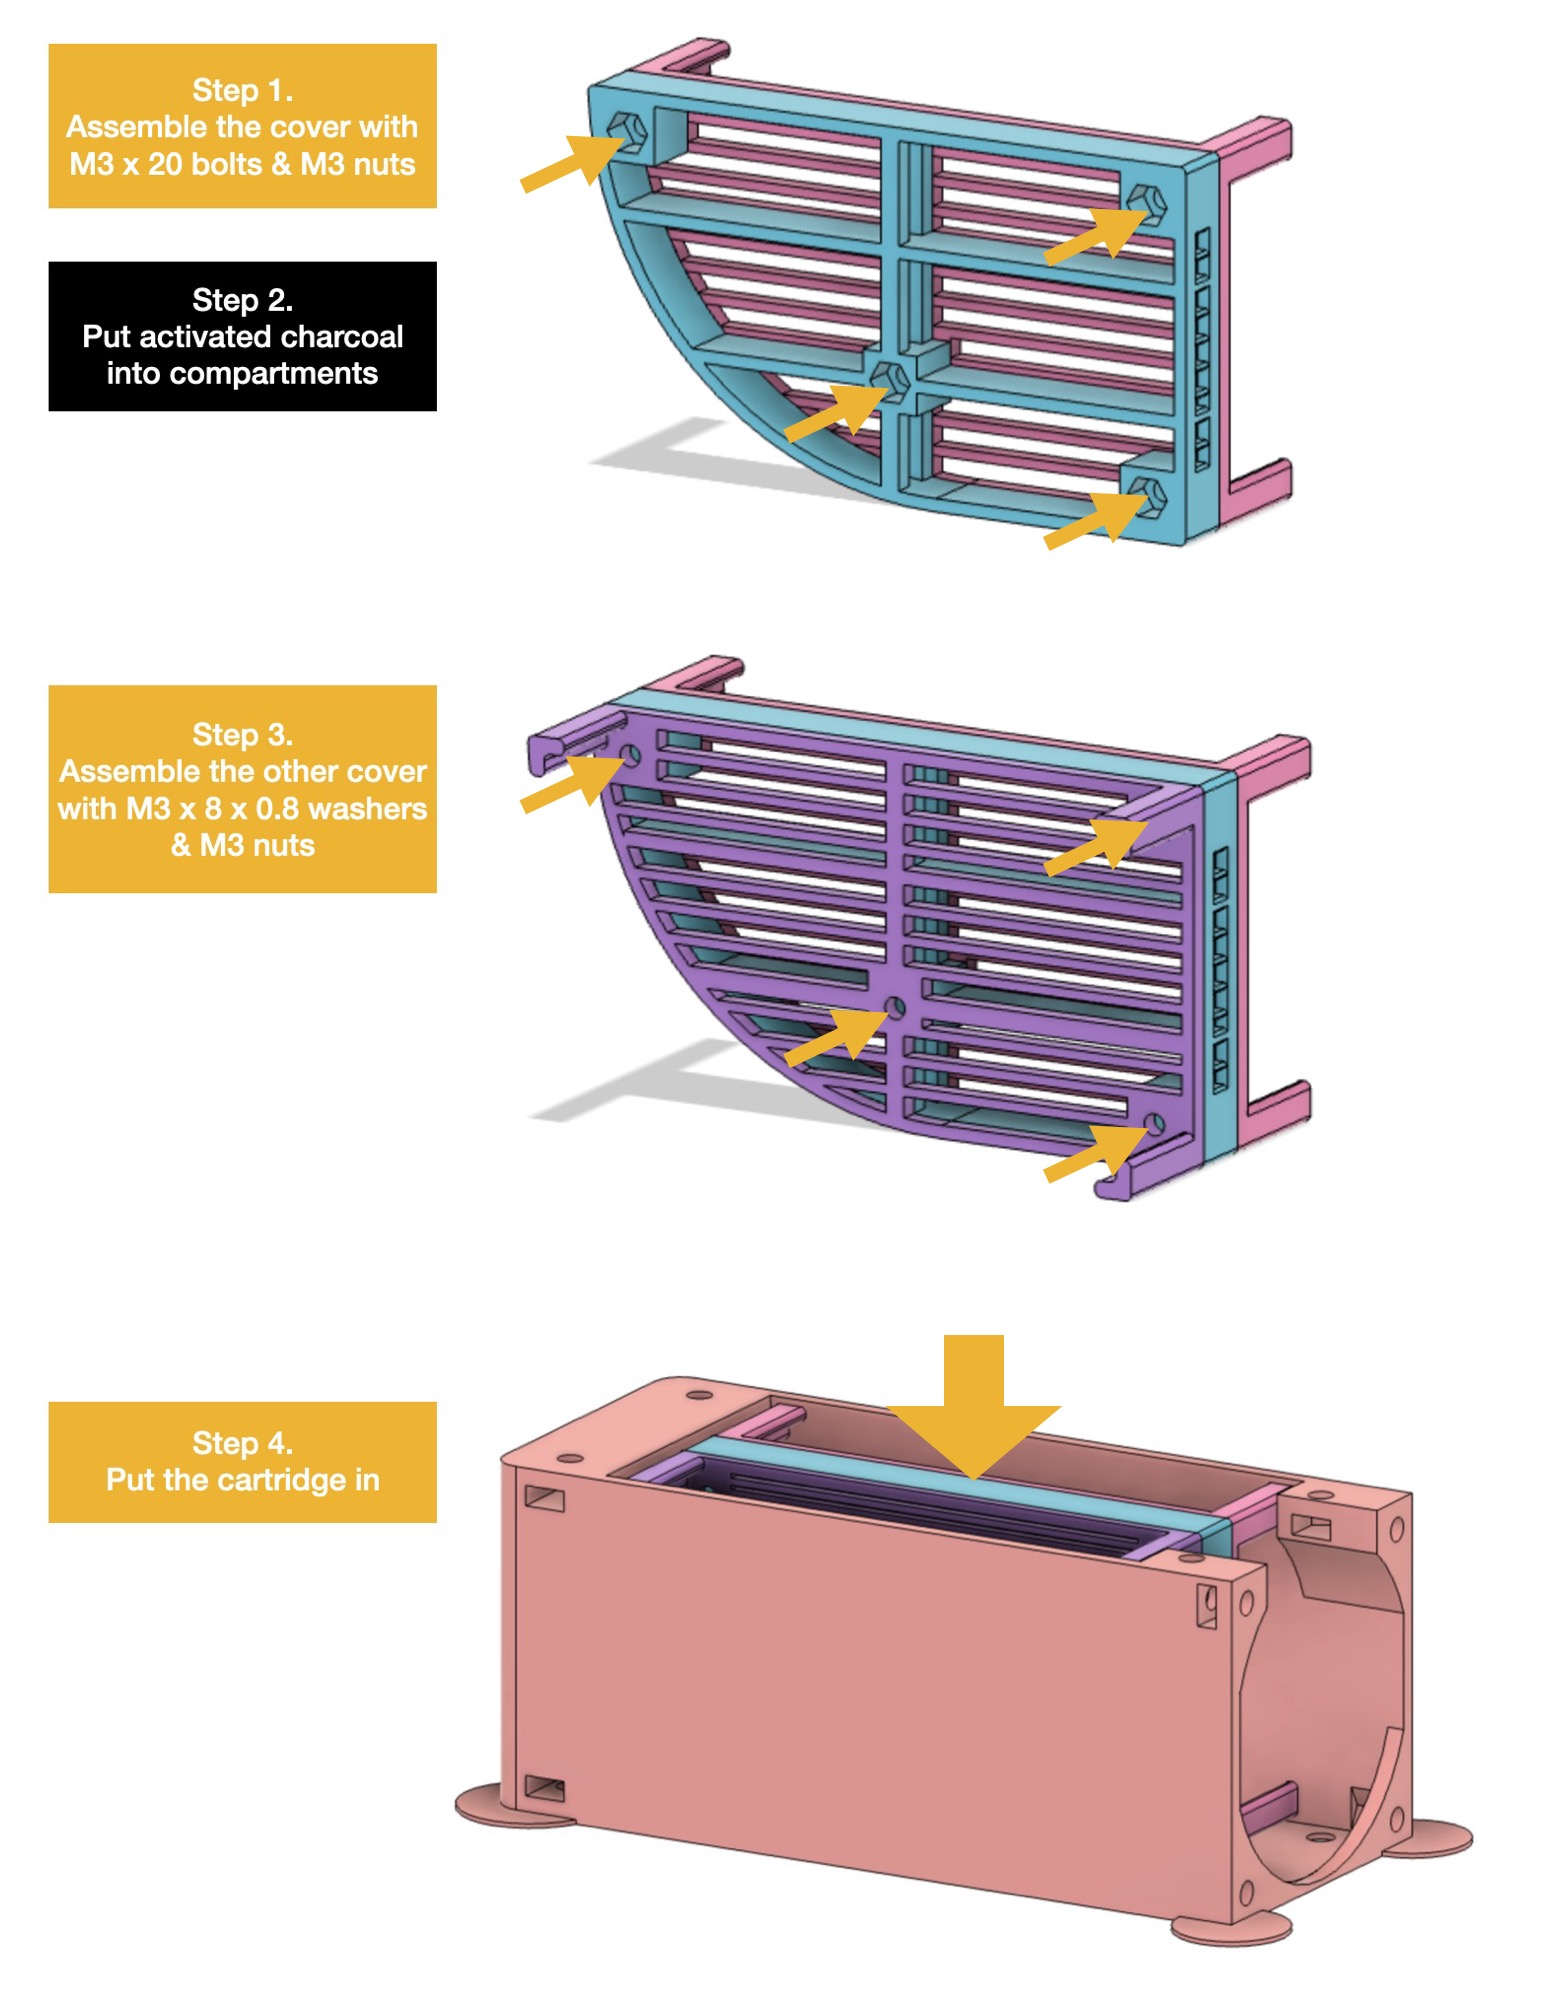 Step 1.
Assemble the cover with
M3 x 20 bolts & M3 nuts
Step 2.
Put activated charcoal
into compartments
Step 3.
Assemble the other cover
with M3 x 8 x 0.8 washers
& M3 nuts
Step 4.
Put the cartridge in